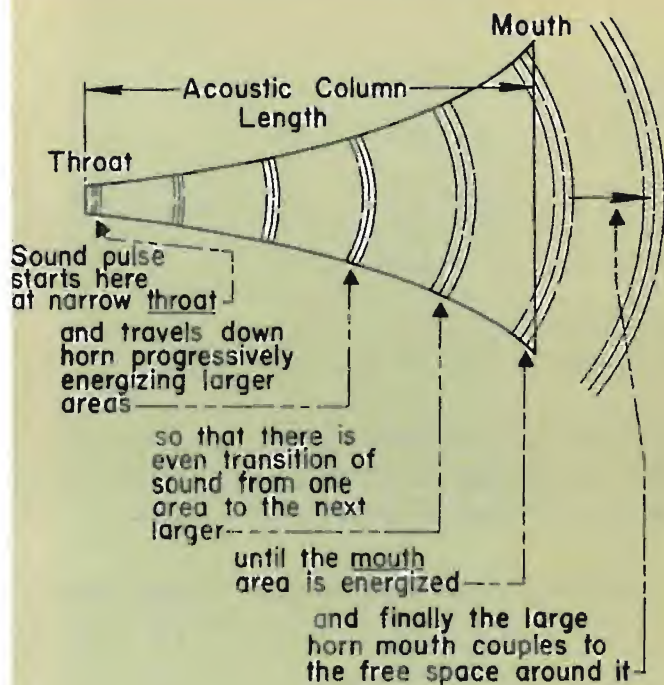 Mouth
Acoustic Column
Length
Throat
Sound pulse
starts here
at narrow throat
and travels down
horn progressively
energizing larger
areas
so that there is
even transition of
sound from one
area to the next
larger
until the mouth
area is energized
and finally the large
horn mouth couples to
the free space around it